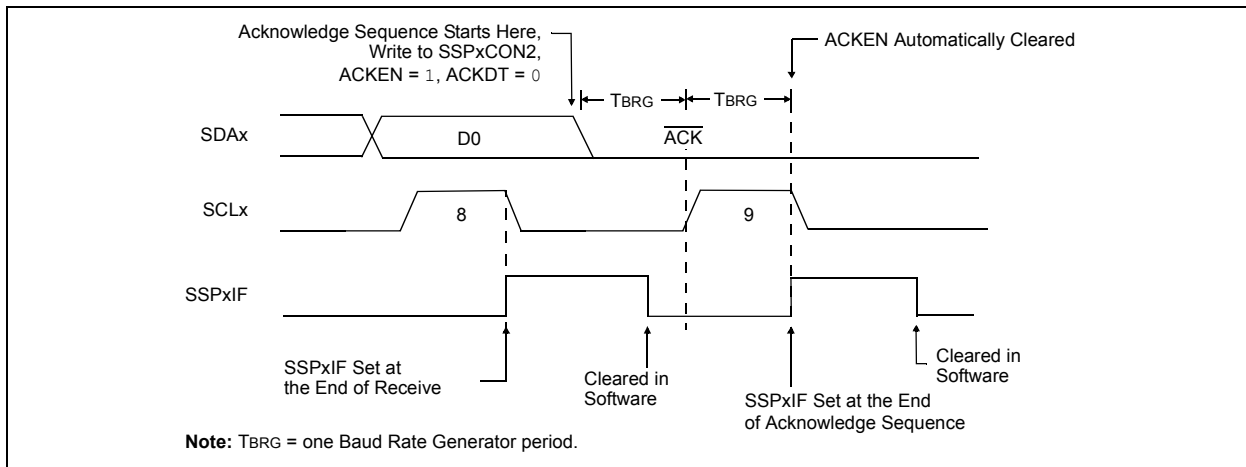 Acknowledge Sequence Starts Here,
Write to SSPxCON2,
ACKEN = 1, ACKDT = 0
ACKEN Automatically Cleared
TBRG
TBRG
SDAx
D0
ACK
SCLx
8
9
SSPxIF
SSPxIF Set at
the End of Receive
Cleared in
Software
SSPxIF Set at the End
of Acknowledge Sequence
Cleared in
Software
Note: TBRG = one Baud Rate Generator period.